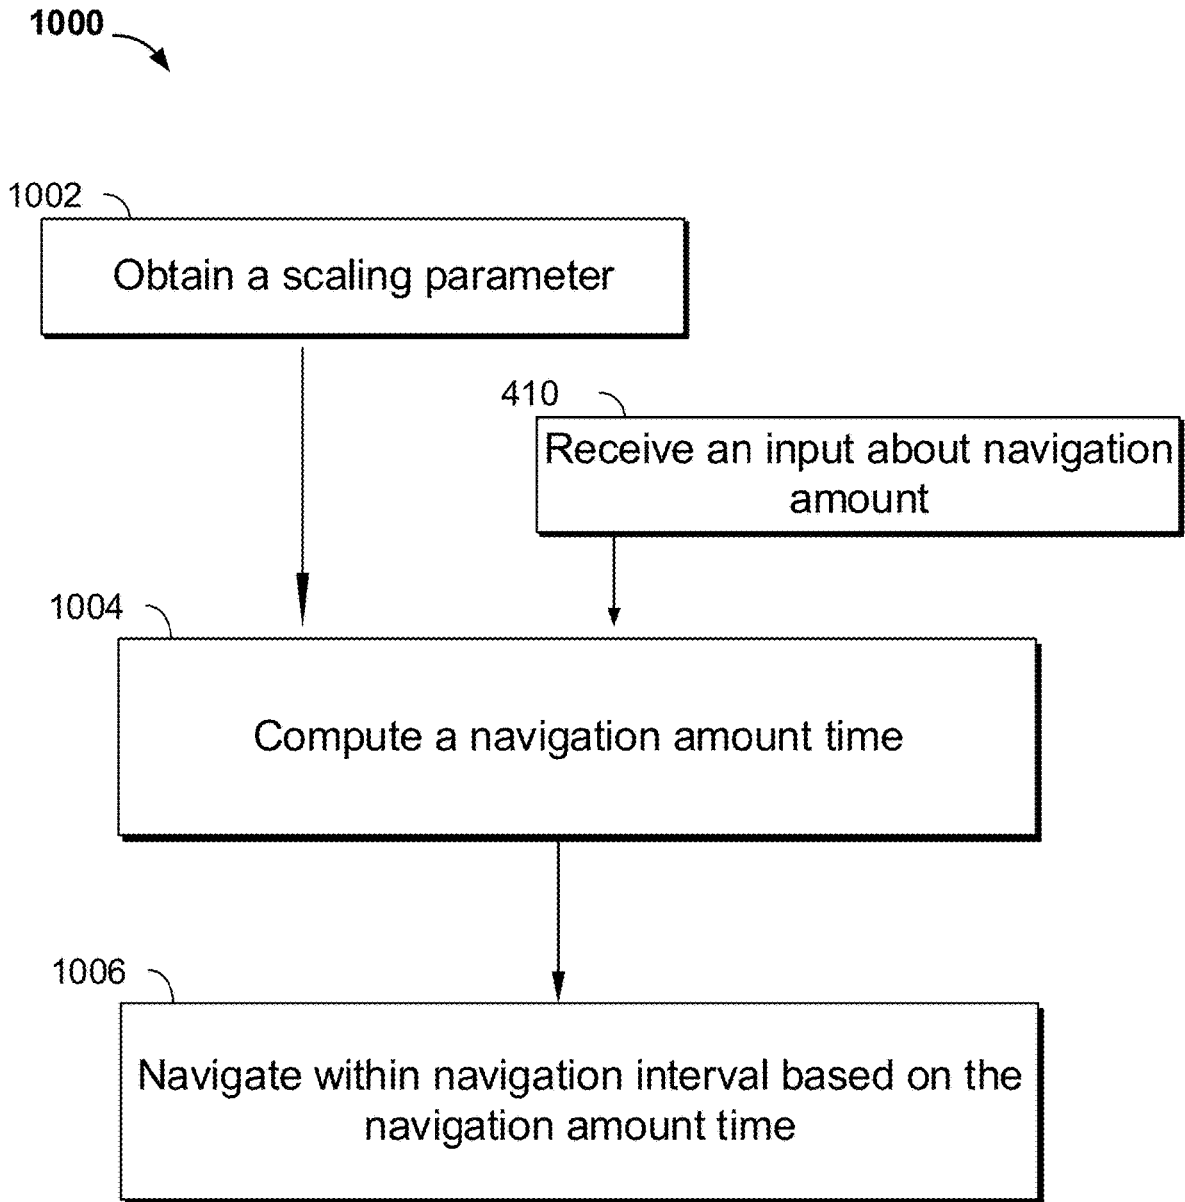 1000
1002
Obtain a scaling parameter
410
Receive an input about navigation
amount
1004
Compute a navigation amount time
1006
Navigate within navigation interval based on the
navigation amount time